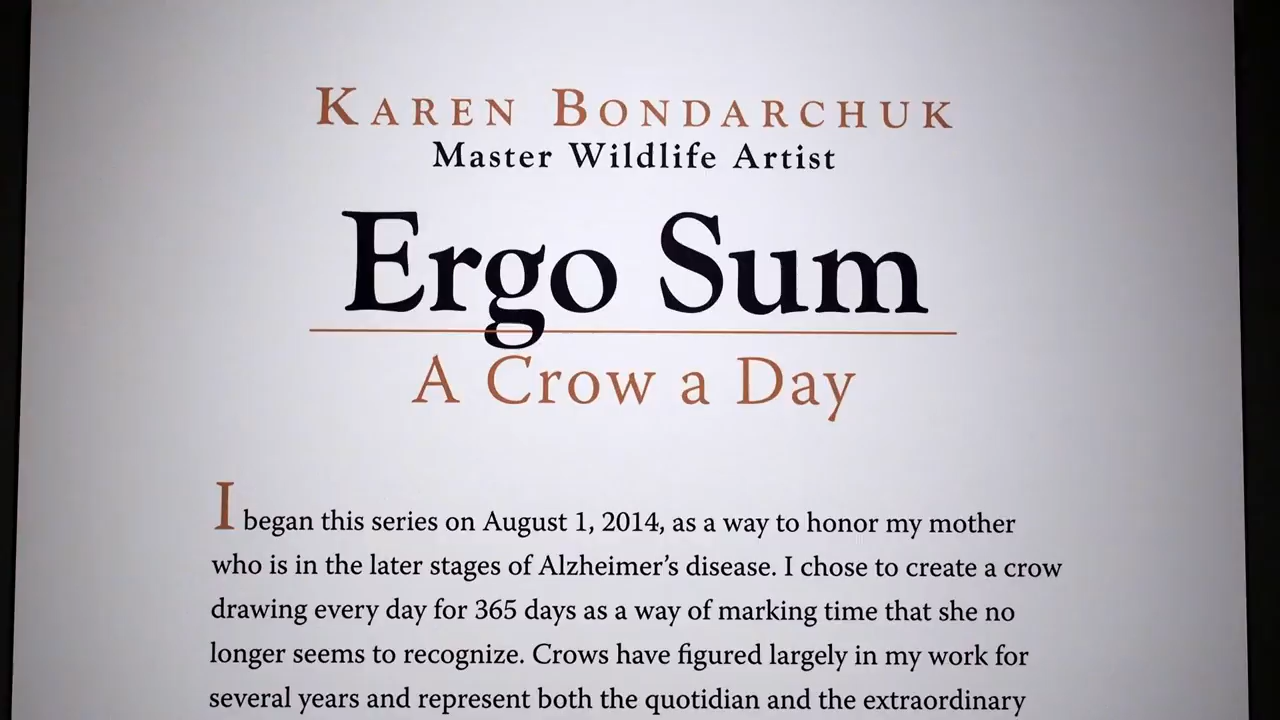 KAREN BONDARCHUK
Master Wildlife Artist
Ergo Sum
A Crow a Day
I began this series on August 1, 2014, as a way to honor my mother
who is in the later stages of Alzheimer’s disease. I chose to create a crow
drawing every day for 365 days as a way of marking time that she no
longer seems to recognize. Crows have figured largely in my work for
several years and represent both the quotidian and the extraordinary